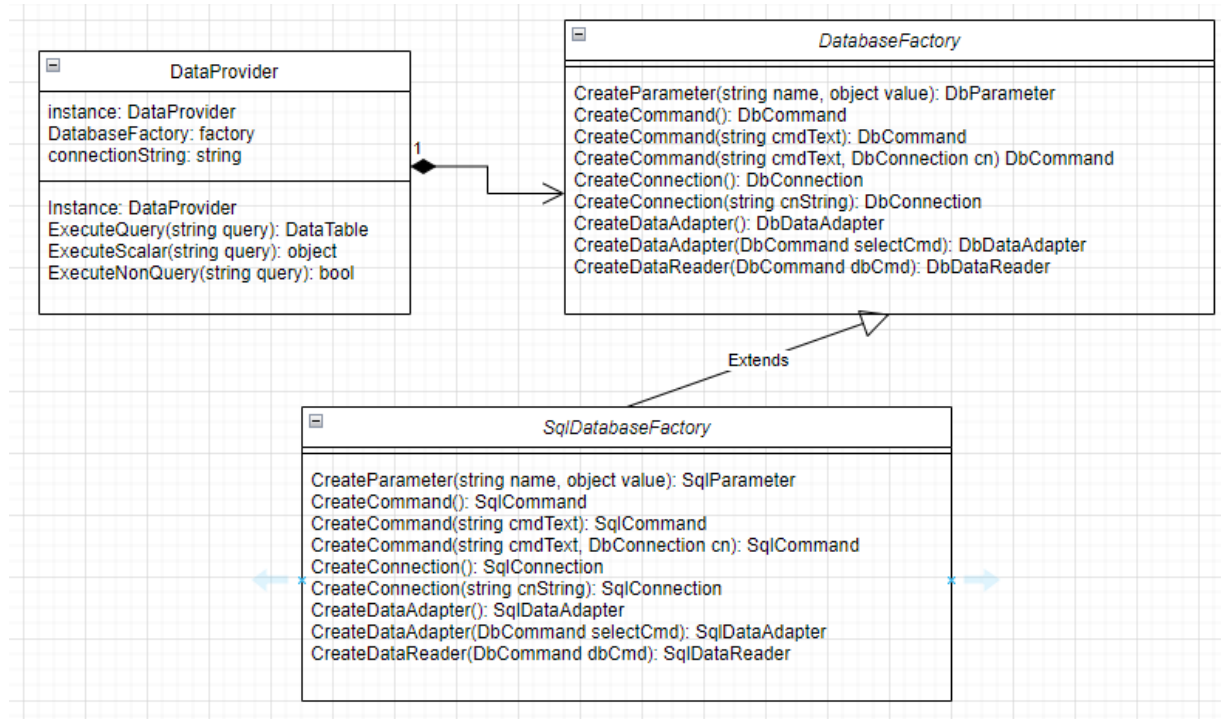 DataProvider
instance: DataProvider
DatabaseFactory: factory
connectionString: string
Instance: DataProvider
ExecuteQuery(string query): DataTable
ExecuteScalar(string query): object
ExecuteNonQuery(string query): bool
1
DatabaseFactory
CreateParameter(string name, object value): DbParameter
CreateCommand(): DbCommand
CreateCommand(string cmdText): DbCommand
CreateCommand(string cmdText, DbConnection cn) DbCommand
CreateConnection(): DbConnection
CreateConnection(string cnString): DbConnection
CreateDataAdapter(): DbDataAdapter
CreateDataAdapter(DbCommand selectCmd): DbDataAdapter
CreateDataReader(DbCommand dbCmd): DbDataReader
Extends
SqlDatabaseFactory
CreateParameter(string name, object value): SqlParameter
CreateCommand(): SqlCommand
CreateCommand(string cmdText): SqlCommand
CreateCommand(string cmdText, DbConnection cn): SqlCommand
CreateConnection(): SqlConnection
CreateConnection(string cnString): SqlConnection
CreateDataAdapter(): SqlDataAdapter
CreateDataAdapter(DbCommand selectCmd): SqlDataAdapter
CreateDataReader(DbCommand dbCmd): SqlDataReader